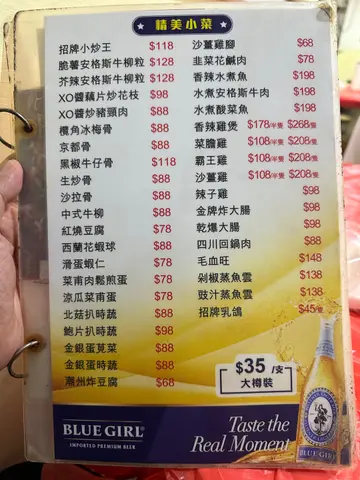 ★ 精美小菜 ★
招牌小炒王 $118
脆薯安格斯牛柳粒 $128
芥辣安格斯牛柳粒 $128
XO醬藕片炒花枝 $98
XO醬炒豬頸肉 $88
欖角冰梅骨 $88
京都骨 $88
黑椒牛仔骨 $118
生炒骨 $88
沙拉骨 $88
中式牛柳 $88
紅燒豆腐 $78
西蘭花蝦球 $88
滑蛋蝦仁 $78
菜甫肉鬆煎蛋 $78
涼瓜菜甫蛋 $78
北菇扒時蔬 $88
鮑片扒時蔬 $98
金銀蛋莧菜 $88
金銀蛋時蔬 $88
潮州炸豆腐 $68
沙薑雞腳 $68
韭菜花鹹肉 $78
香辣水煮魚 $198
水煮安格斯牛肉 $198
水煮酸菜魚 $198
香辣雞煲 $178/半隻 $268/隻
菜膽雞 $108/半隻 $208/隻
霸王雞 $108/半隻 $208/隻
沙薑雞 $108/半隻 $208/隻
辣子雞 $98
金牌炸大腸 $98
乾爆大腸 $98
四川回鍋肉 $88
毛血旺 $148
剁椒蒸魚雲 $138
豉汁蒸魚雲 $138
招牌乳鴿 $45/隻
$35/支
大樽裝
BLUE GIRL
IMPORTED PREMIUM BEER
Taste the
Real Moment